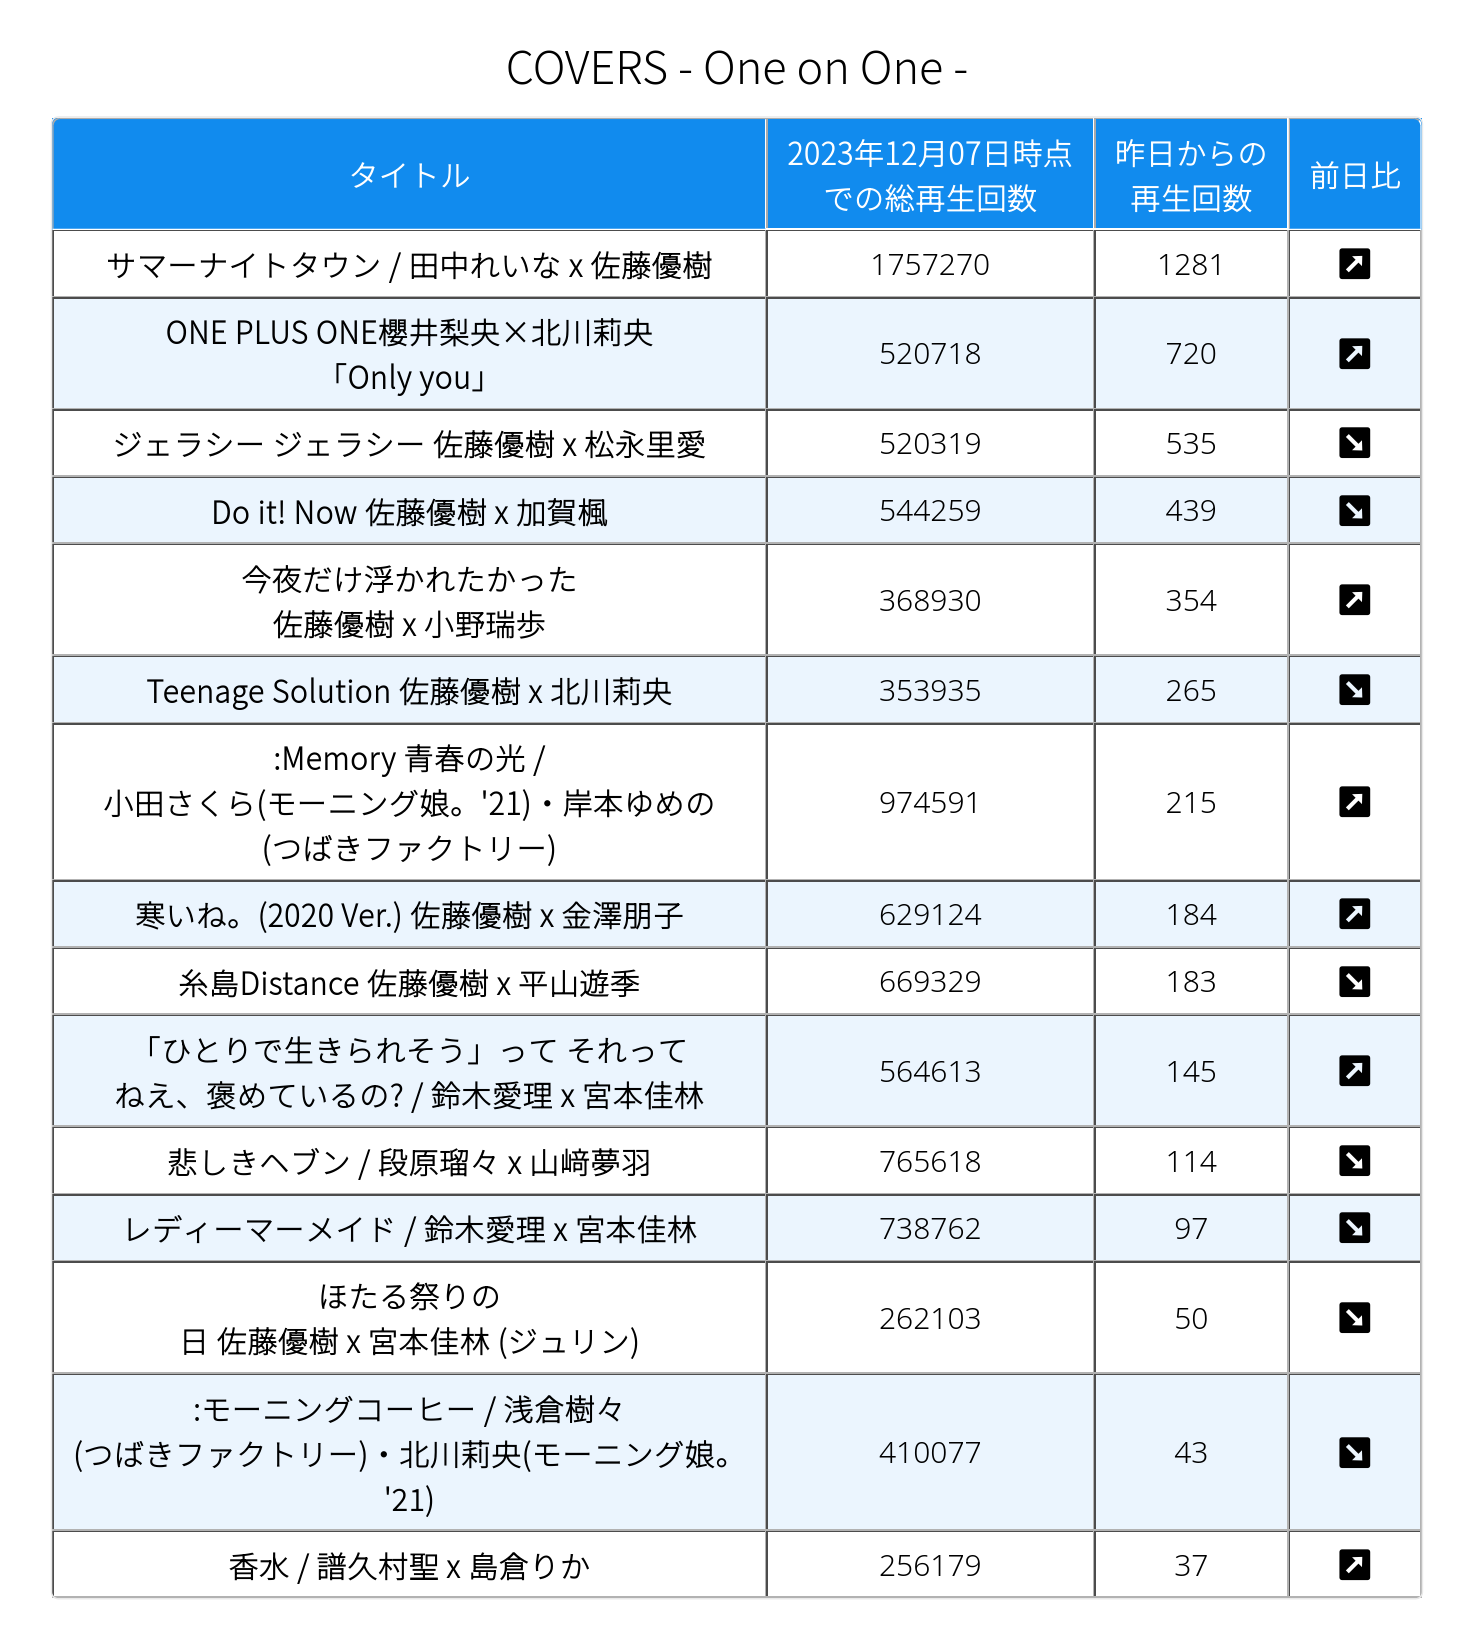 COVERS - One on One -
タイトル
2023年12月07日時点
での総再生回数
昨日からの
再生回数
前日比
サマーナイトタウン / 田中れいな x 佐藤優樹
1757270
1281
ONE PLUS ONE櫻井梨央×北川莉央
「Only you」
520718
720
ジェラシー ジェラシー 佐藤優樹 x 松永里愛
520319
535
Do it! Now 佐藤優樹 x 加賀楓
544259
439
今夜だけ浮かれたかった
佐藤優樹 x 小野瑞歩
368930
354
Teenage Solution 佐藤優樹 x 北川莉央
353935
265
:Memory 青春の光 /
小田さくら(モーニング娘。'21)・岸本ゆめの
(つばきファクトリー)
974591
215
寒いね。(2020 Ver.) 佐藤優樹 x 金澤朋子
629124
184
糸島Distance 佐藤優樹 x 平山遊季
669329
183
「ひとりで生きられそう」って それって
ねえ、褒めているの? / 鈴木愛理 x 宮本佳林
564613
145
悲しきヘブン / 段原瑠々 x 山﨑夢羽
765618
114
レディーマーメイド / 鈴木愛理 x 宮本佳林
738762
97
ほたる祭りの
日 佐藤優樹 x 宮本佳林 (ジュリン)
262103
50
:モーニングコーヒー / 浅倉樹々
(つばきファクトリー)・北川莉央(モーニング娘。
'21)
410077
43
香水 / 譜久村聖 x 島倉りか
256179
37